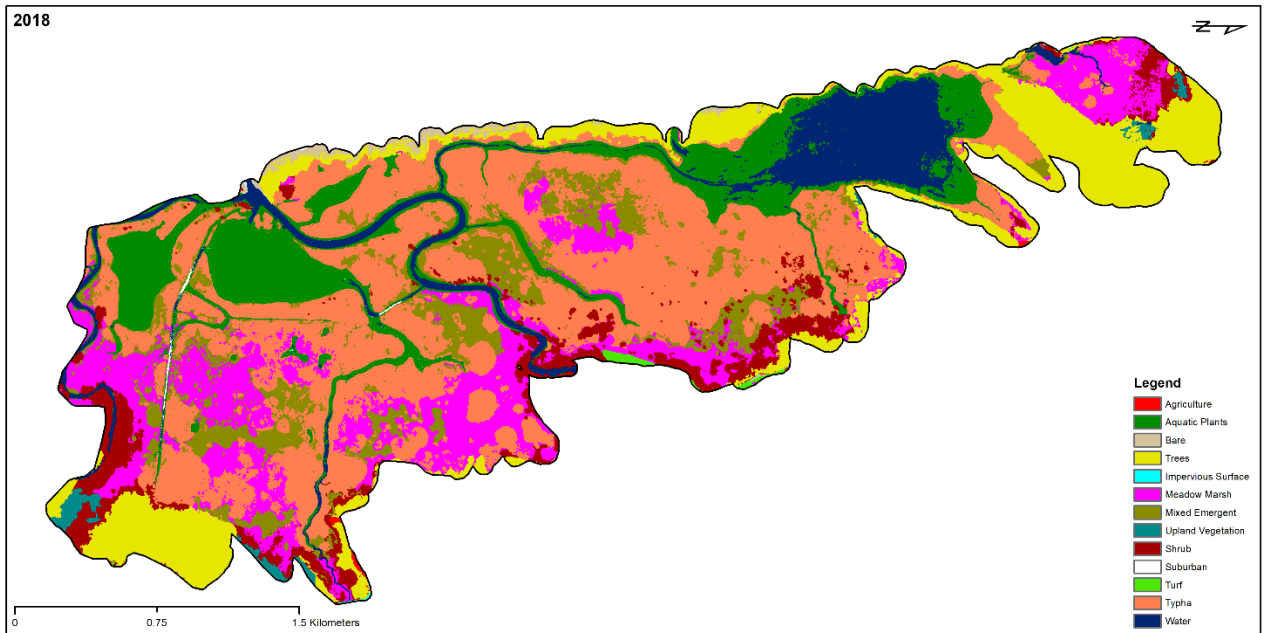 2018
N
Legend
Agriculture
Aquatic Plants
Bare
Trees
Impervious Surface
Meadow Marsh
Mixed Emergent
Upland Vegetation
Shrub
Suburban
Turf
Typha
Water
0 0.75 1.5 Kilometers